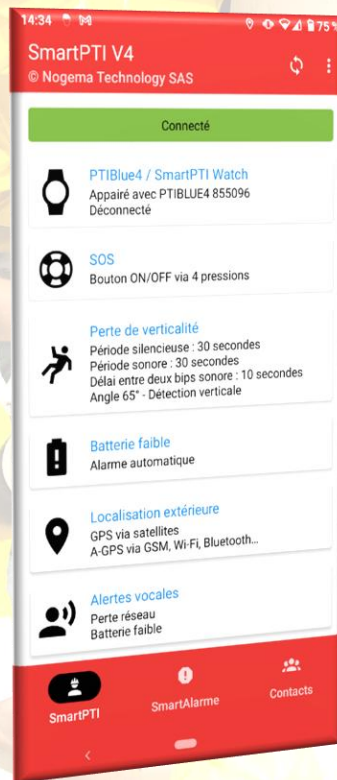 14:34
75%
SmartPTI V4
© Nogema Technology SAS
Connecté
PTIBlue4 / SmartPTI Watch
Appairé avec PTIBLUE4 855096
Déconnecté
SOS
Bouton ON/OFF via 4 pressions
Perte de verticalité
Période silencieuse : 30 secondes
Période sonore : 30 secondes
Délai entre deux bips sonore : 10 secondes
Angle 65° - Détection verticale
Batterie faible
Alarme automatique
Localisation extérieure
GPS via satellites
A-GPS via GSM, Wi-Fi, Bluetooth...
Alertes vocales
Perte réseau
Batterie faible
SmartPTI
SmartAlarme
Contacts